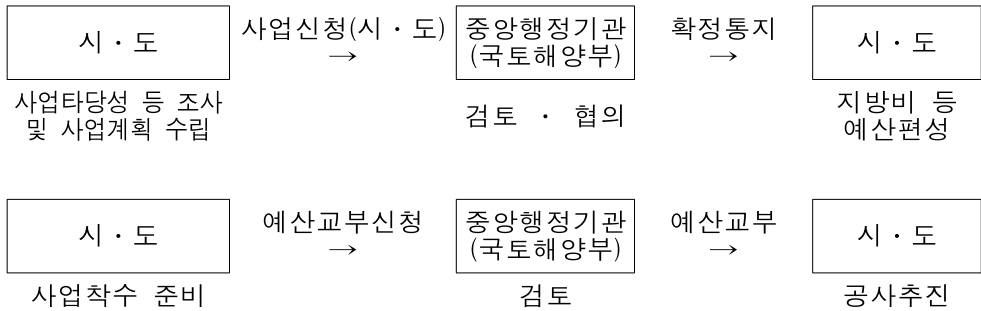 시 · 도
사업신청(시 · 도)
→
중앙행정기관
(국토해양부)
확정통지
→
시 · 도
사업타당성 등 조사
및 사업계획 수립
검토 · 협의
지방비 등
예산편성
시 · 도
예산교부신청
→
중앙행정기관
(국토해양부)
예산교부
→
시 · 도
사업착수 준비
검토
공사추진